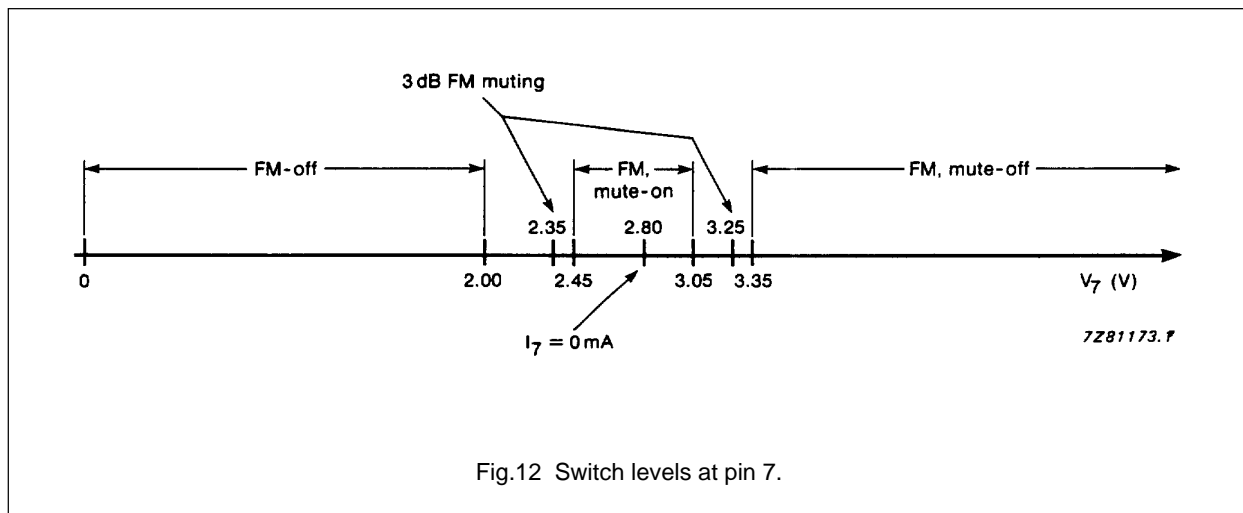 3 dB FM muting
FM-off
FM,
mute-on
FM, mute-off
2.35
2.80
3.25
0
2.00
2.45
3.05
3.35
V7 (V)
I7 = 0 mA
7Z81173.1
Fig.12 Switch levels at pin 7.